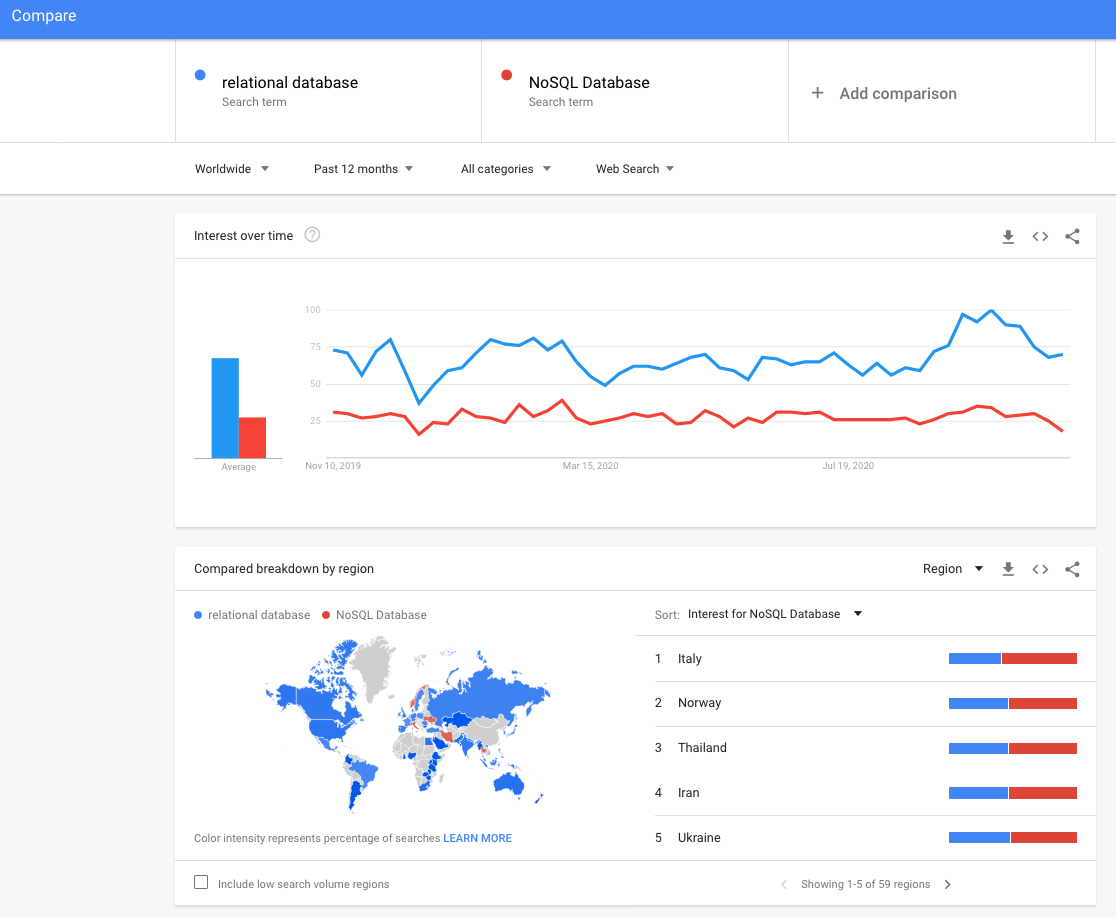 Compare
relational database
Search term
NoSQL Database
Search term
+ Add comparison
Worldwide
Past 12 months
All categories
Web Search
Interest over time ?
100
75
50
25
Average
Nov 10, 2019
Mar 15, 2020
Jul 19, 2020
Compared breakdown by region
Region
relational database
NoSQL Database
Color intensity represents percentage of searches LEARN MORE
Sort: Interest for NoSQL Database
1 Italy
2 Norway
3 Thailand
4 Iran
5 Ukraine
Include low search volume regions
Showing 1-5 of 59 regions